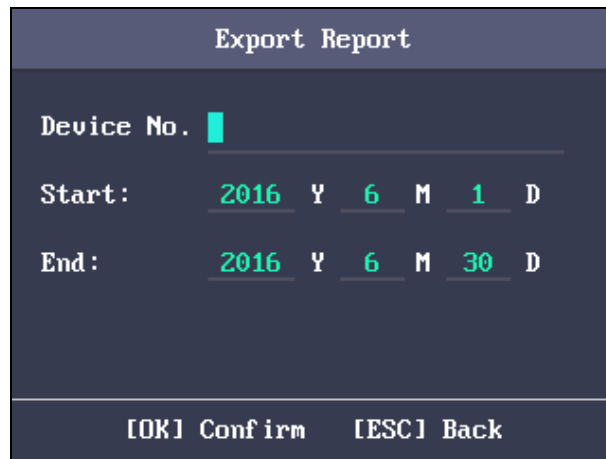 Export Report
Device No.
Start: 2016 Y 6 M 1 D
End: 2016 Y 6 M 30 D
[OK] Confirm [ESC] Back